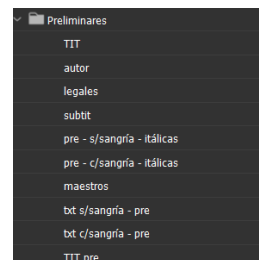 Preliminares
TIT
autor
legales
subtit
pre - s/sangría - itálicas
pre - c/sangría - itálicas
maestros
txt s/sangría - pre
txt c/sangría - pre
TIT pre